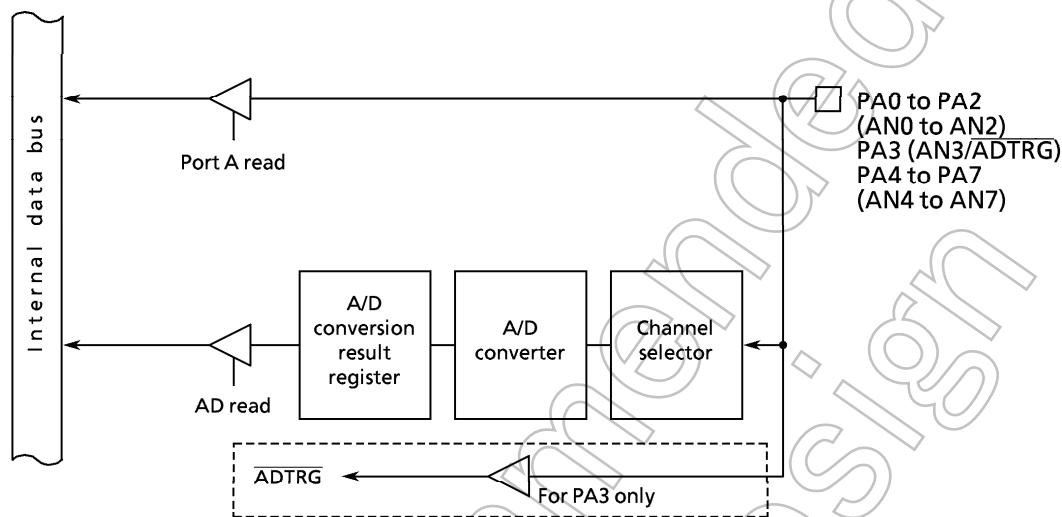 Internal data bus
Port A read
PA0 to PA2
(AN0 to AN2)
PA3 (AN3/ADTRG)
PA4 to PA7
(AN4 to AN7)
A/D
conversion
result
register
A/D
converter
Channel
selector
AD read
ADTRG
For PA3 only